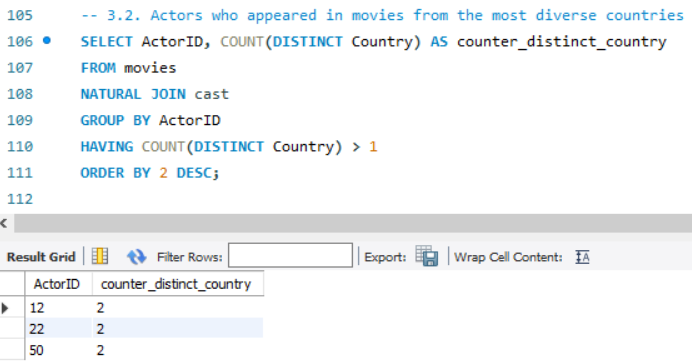 105 -- 3.2. Actors who appeared in movies from the most diverse countries
106 SELECT ActorID, COUNT(DISTINCT Country) AS counter_distinct_country
107 FROM movies
108 NATURAL JOIN cast
109 GROUP BY ActorID
110 HAVING COUNT(DISTINCT Country) > 1
111 ORDER BY 2 DESC;
112
Result Grid Filter Rows: Export: Wrap Cell Content: IA
ActorID counter_distinct_country
12 2
22 2
50 2